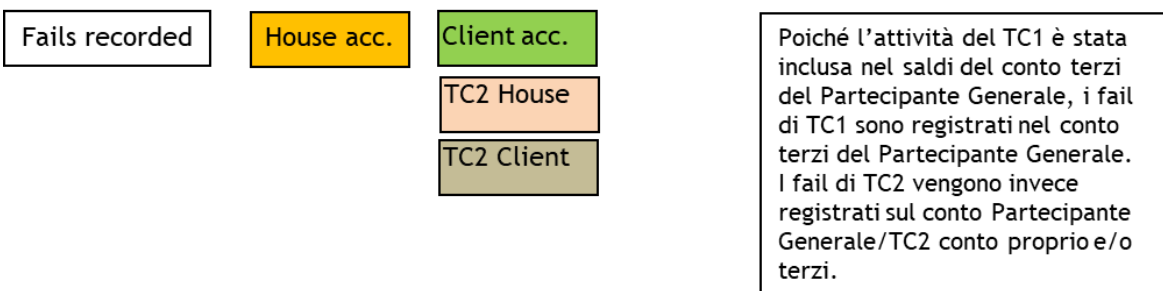 Fails recorded
House acc.
Client acc.
TC2 House
TC2 Client
Poiché l'attività del TC1 è stata
inclusa nel saldi del conto terzi
del Partecipante Generale, i fail
di TC1 sono registrati nel conto
terzi del Partecipante Generale.
I fail di TC2 vengono invece
registrati sul conto Partecipante
Generale/TC2 conto proprio e/o
terzi.